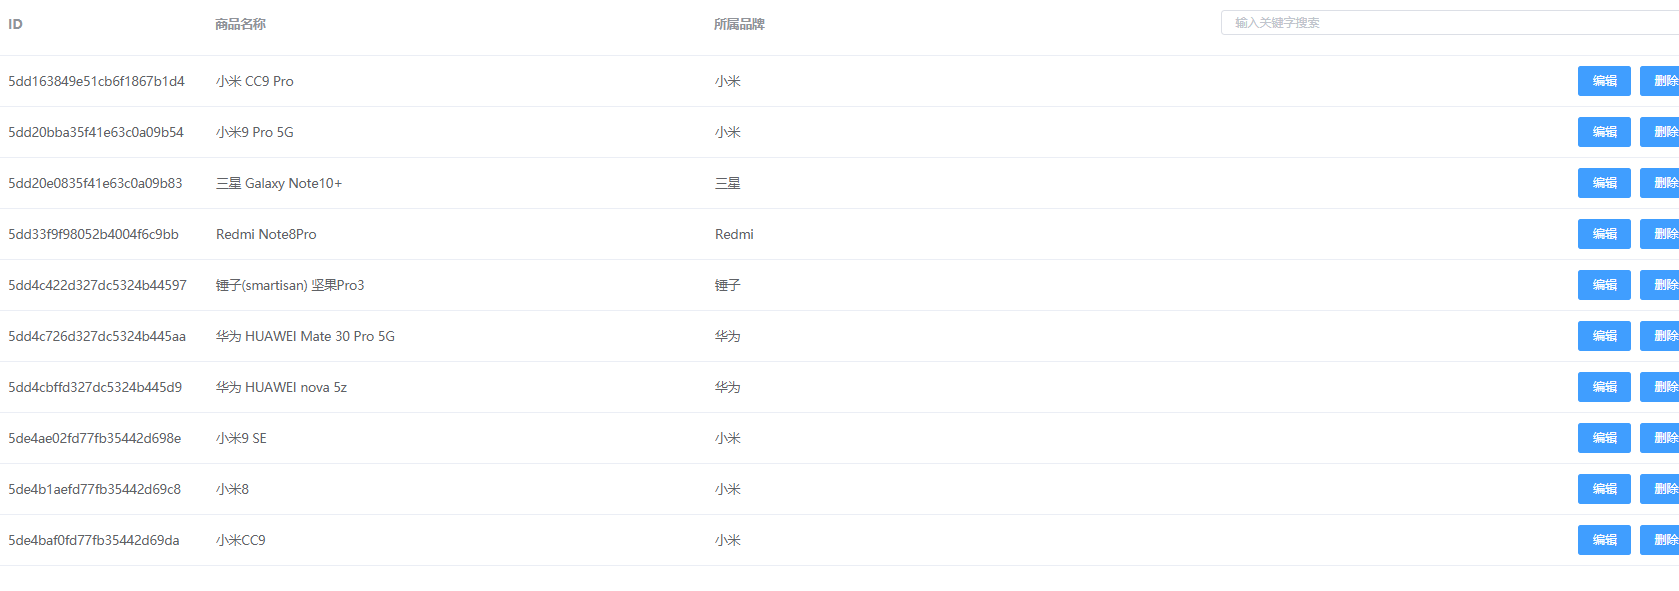 ID 商品名称 所属品牌 输入关键字搜索
5dd163849e51cb6f1867b1d4 小米 CC9 Pro 小米 编辑 删除
5dd20bba35f41e63c0a09b54 小米9 Pro 5G 小米 编辑 删除
5dd20e0835f41e63c0a09b83 三星 Galaxy Note10+ 三星 编辑 删除
5dd33f9f98052b4004f6c9bb Redmi Note8Pro Redmi 编辑 删除
5dd4c422d327dc5324b44597 锤子(smartisan) 坚果Pro3 锤子 编辑 删除
5dd4c726d327dc5324b445aa 华为 HUAWEI Mate 30 Pro 5G 华为 编辑 删除
5dd4cbffd327dc5324b445d9 华为 HUAWEI nova 5z 华为 编辑 删除
5de4ae02fd77fb35442d698e 小米9 SE 小米 编辑 删除
5de4b1aefd77fb35442d69c8 小米8 小米 编辑 删除
5de4baf0fd77fb35442d69da 小米CC9 小米 编辑 删除